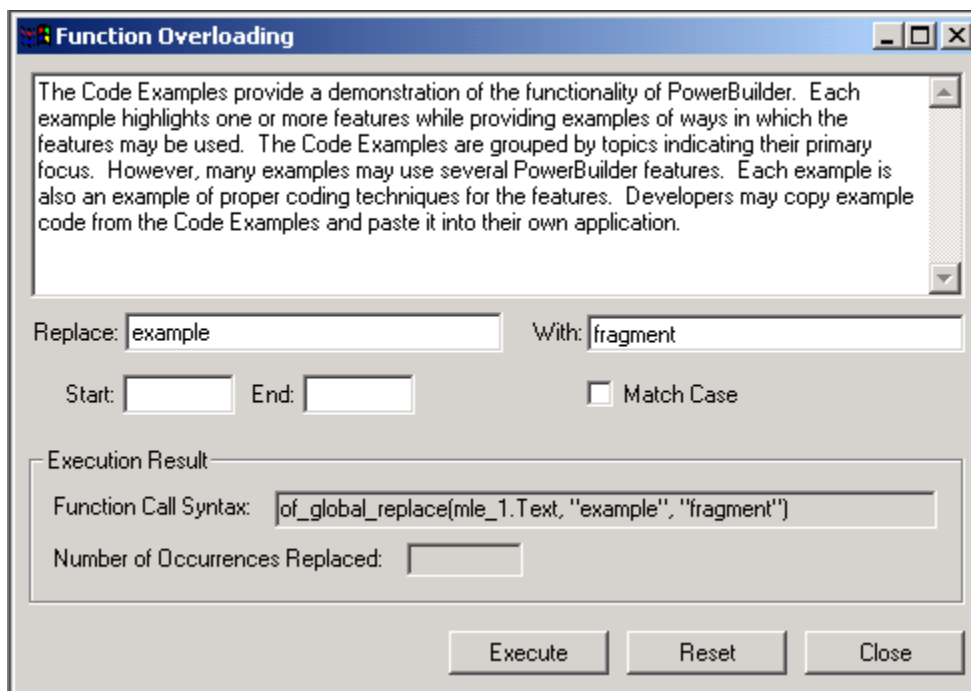 Function Overloading
The Code Examples provide a demonstration of the functionality of PowerBuilder.  Each
example highlights one or more features while providing examples of ways in which the
features may be used.  The Code Examples are grouped by topics indicating their primary
focus.  However, many examples may use several PowerBuilder features.  Each example is
also an example of proper coding techniques for the features.  Developers may copy example
code from the Code Examples and paste it into their own application.
Replace: example With: fragment
Start: End: Match Case
Execution Result
Function Call Syntax: of_global_replace(mle_1.Text, "example", "fragment")
Number of Occurrences Replaced:
Execute Reset Close